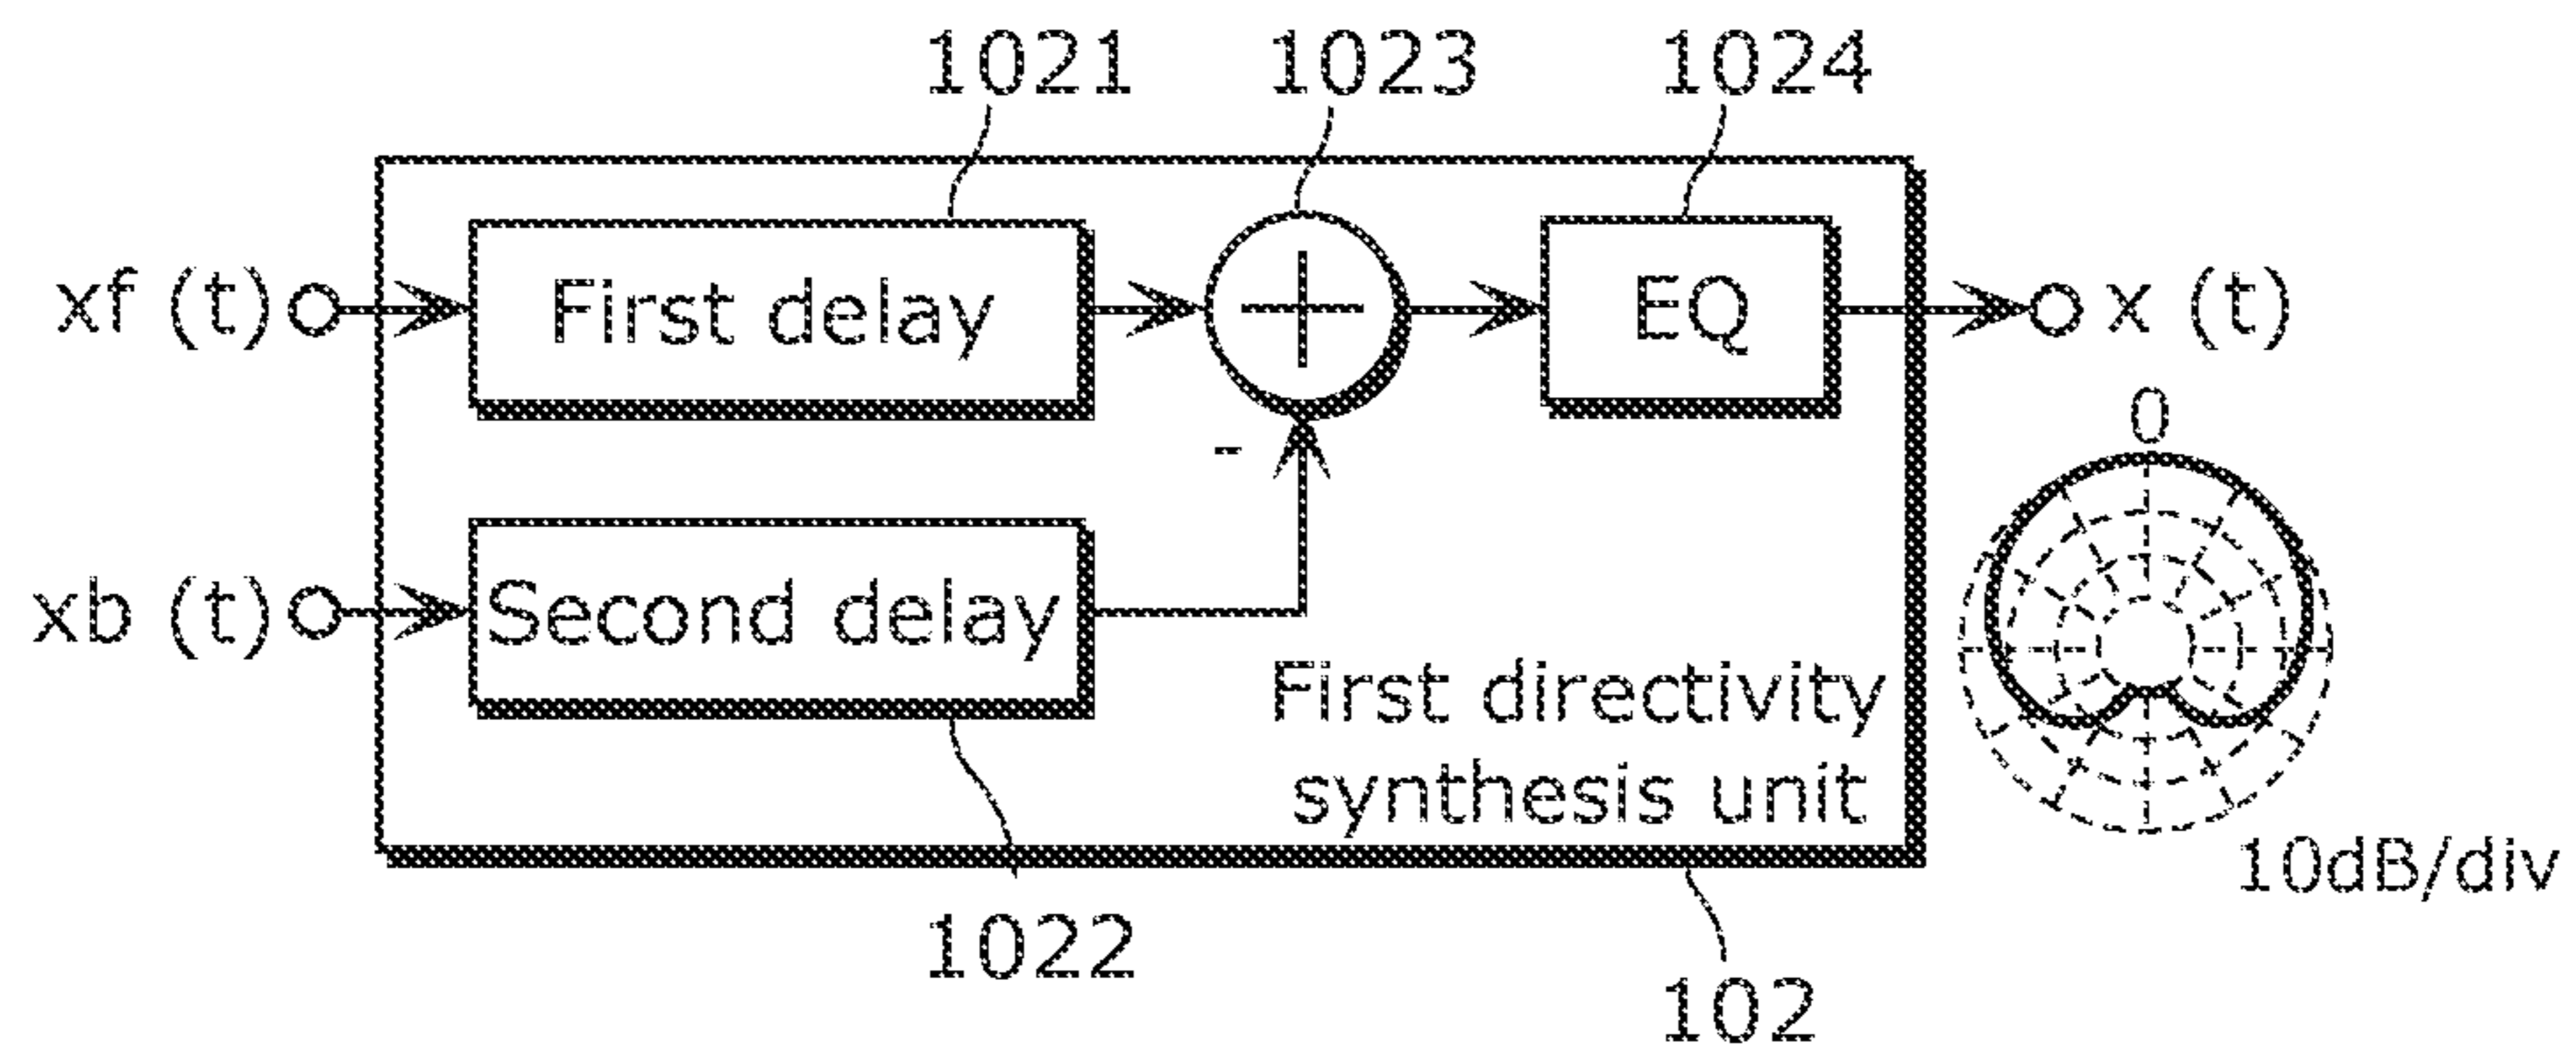 1021 1023 1024
xf (t) First delay + EQ x (t)
0
-
xb (t) Second delay
First directivity
synthesis unit
10dB/div
1022
102